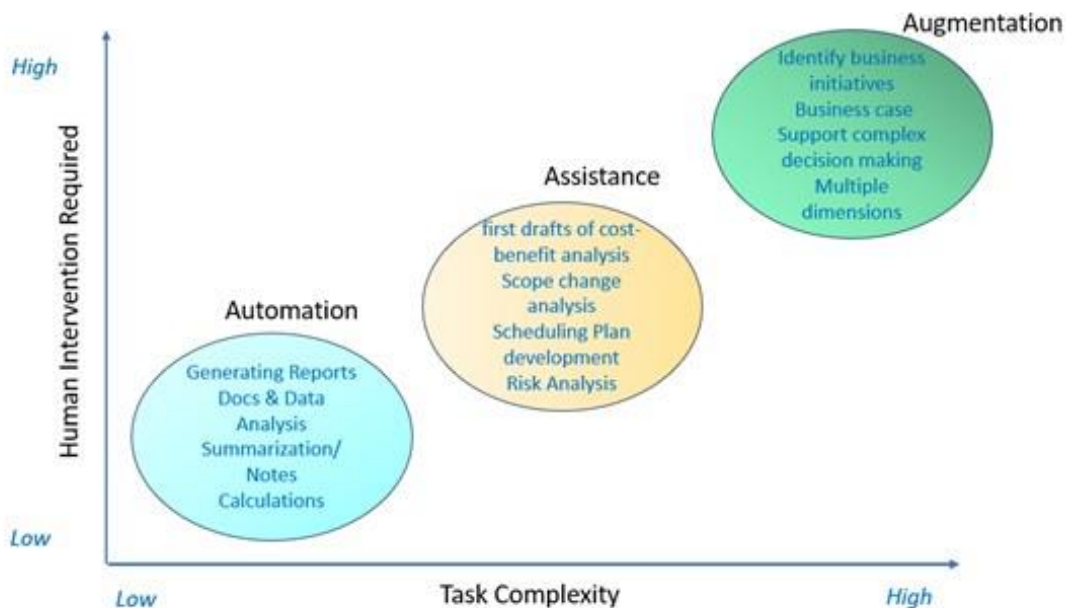 Augmentation
High
Identify business
initiatives
Business case
Support complex
decision making
Multiple
dimensions
Assistance
first drafts of cost-
benefit analysis
Scope change
analysis
Scheduling Plan
development
Risk Analysis
Automation
Generating Reports
Docs & Data
Analysis
Summarization/
Notes
Calculations
Human Intervention Required
Low
Low
Task Complexity
High